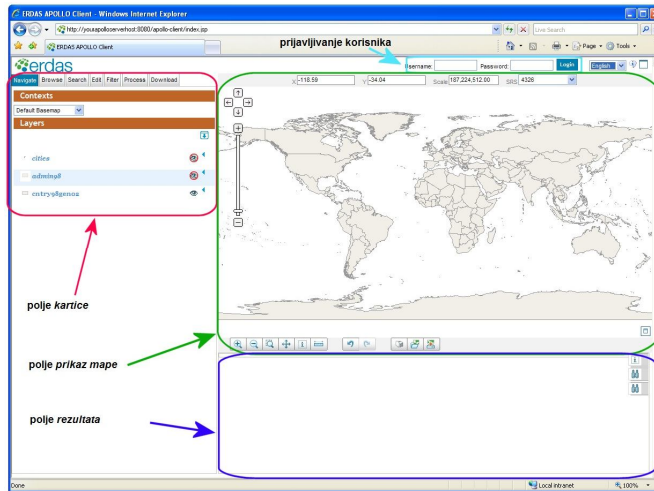 ERDAS APOLLO Client - Windows Internet Explorer
http://yourapolloserverhost:8080/apollo-client/index.jsp
Live Search
ERDAS APOLLO Client
Page
Tools
prijavljivanje korisnika
erdas
Username:
Password:
Login
English
Navigate Browse Search Edit Filter Process Download
X -118.59
Y -34.04
Scale 187,224,512.00
SRS 4326
Contexts
Default Basemap
Layers
cities
admin98
cntry98gen02
polje kartice
polje prikaz mape
polje rezultata
Done
Local intranet
100%